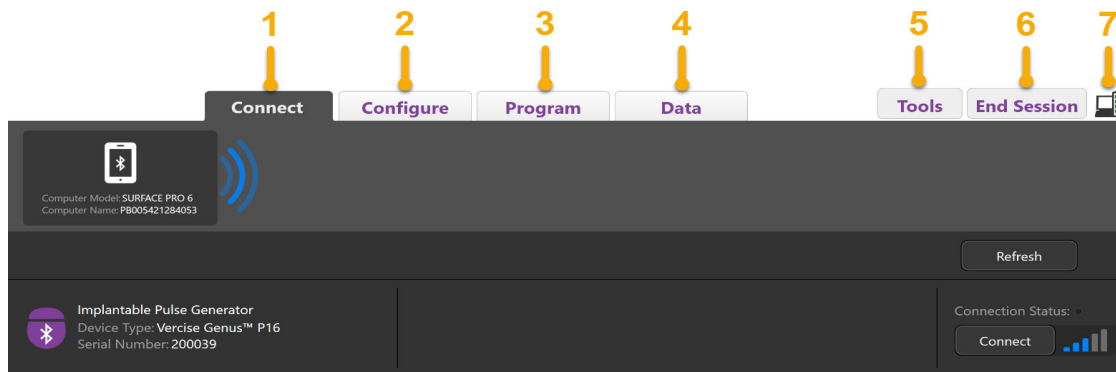 1 2 3 4 5 6 7
Connect Configure Program Data Tools End Session
Computer Model: SURFACE PRO 6
Computer Name: PB005421284053
Refresh
Implantable Pulse Generator
Device Type: Vercise Genus™ P16
Serial Number: 200039
Connection Status:
Connect